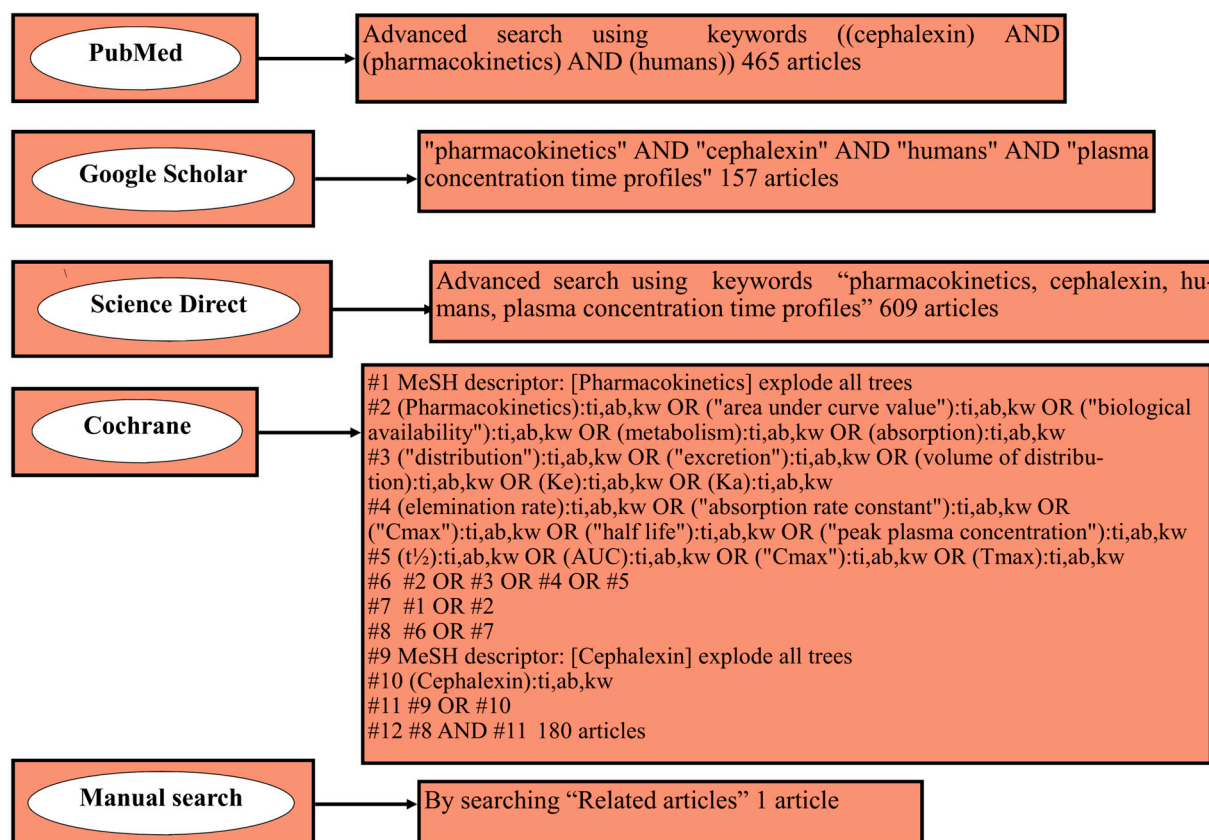 PubMed
Advanced search using keywords ((cephalexin) AND
(pharmacokinetics) AND (humans)) 465 articles
Google Scholar
"pharmacokinetics" AND "cephalexin" AND "humans" AND "plasma
concentration time profiles" 157 articles
Science Direct
Advanced search using keywords “pharmacokinetics, cephalexin, hu-
mans, plasma concentration time profiles” 609 articles
Cochrane
#1 MeSH descriptor: [Pharmacokinetics] explode all trees
#2 (Pharmacokinetics):ti,ab,kw OR ("area under curve value"):ti,ab,kw OR ("biological
availability"):ti,ab,kw OR (metabolism):ti,ab,kw OR (absorption):ti,ab,kw
#3 ("distribution"):ti,ab,kw OR ("excretion"):ti,ab,kw OR (volume of distribu-
tion):ti,ab,kw OR (Ke):ti,ab,kw OR (Ka):ti,ab,kw
#4 (elemination rate):ti,ab,kw OR ("absorption rate constant"):ti,ab,kw OR
("Cmax"):ti,ab,kw OR ("half life"):ti,ab,kw OR ("peak plasma concentration"):ti,ab,kw
#5 (t½):ti,ab,kw OR (AUC):ti,ab,kw OR ("Cmax"):ti,ab,kw OR (Tmax):ti,ab,kw
#6 #2 OR #3 OR #4 OR #5
#7 #1 OR #2
#8 #6 OR #7
#9 MeSH descriptor: [Cephalexin] explode all trees
#10 (Cephalexin):ti,ab,kw
#11 #9 OR #10
#12 #8 AND #11 180 articles
Manual search
By searching “Related articles” 1 article